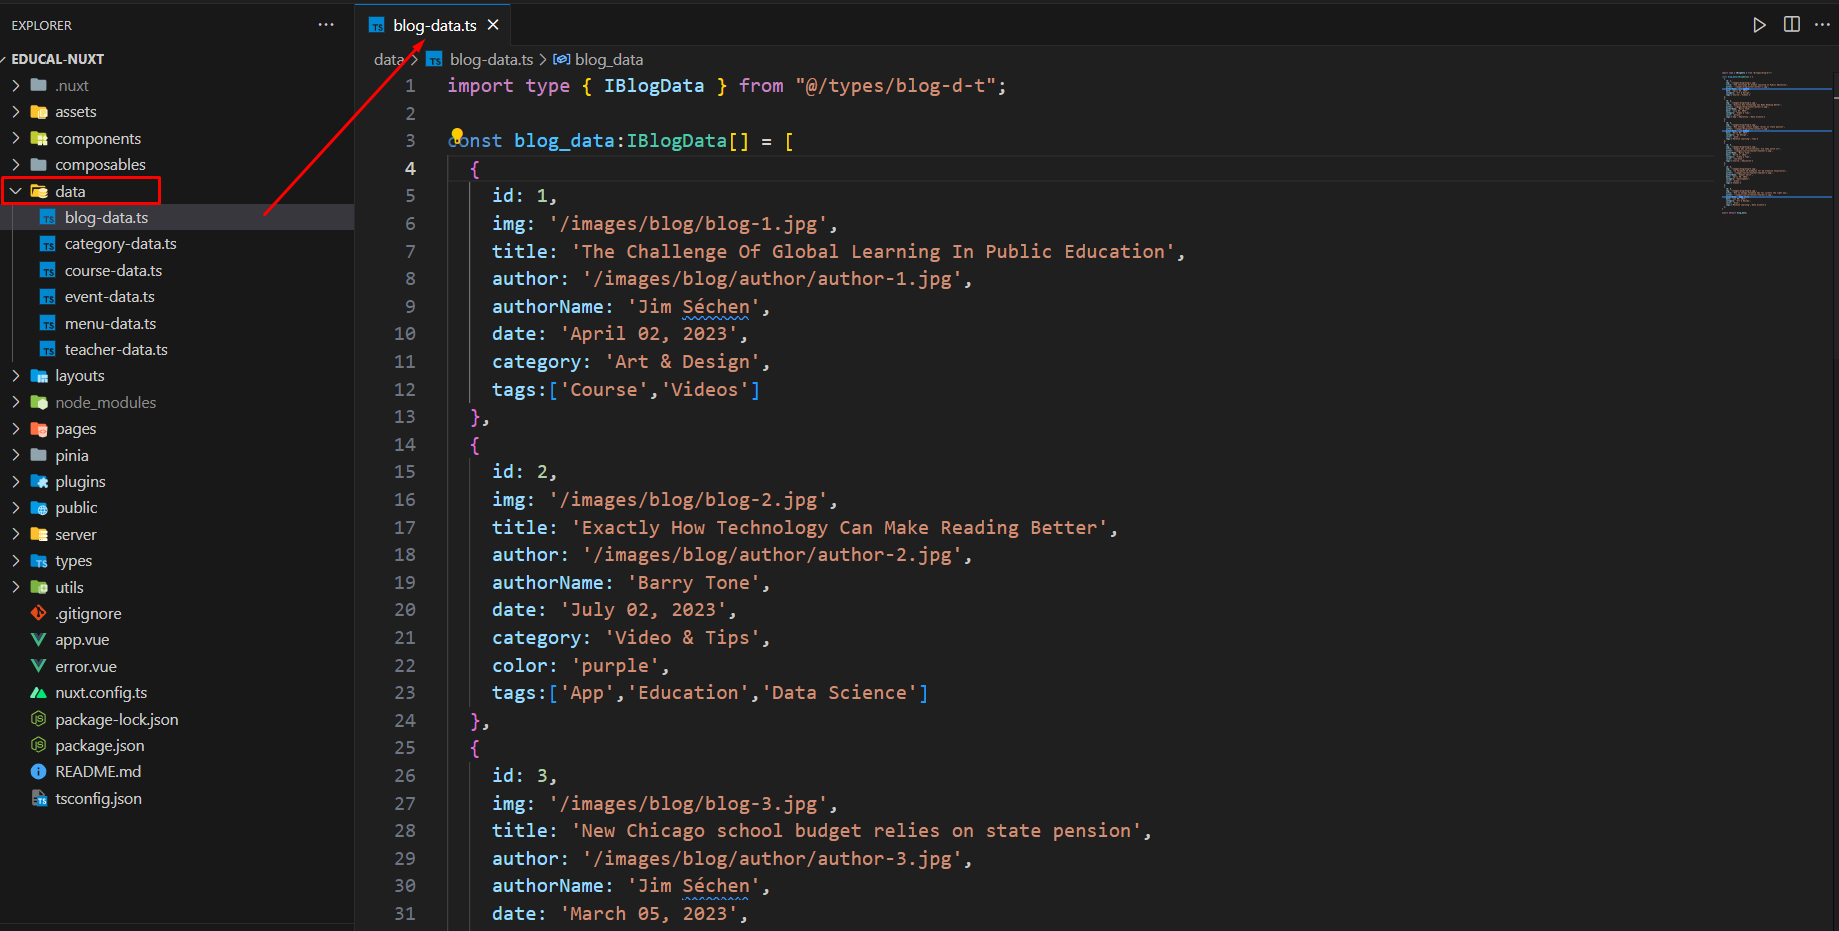 EXPLORER
EDUCAL-NUXT
.nuxt
assets
components
composables
data
blog-data.ts
category-data.ts
course-data.ts
event-data.ts
menu-data.ts
teacher-data.ts
layouts
node_modules
pages
pinia
plugins
public
server
types
utils
.gitignore
app.vue
error.vue
nuxt.config.ts
package-lock.json
package.json
README.md
tsconfig.json
blog-data.ts
data > blog-data.ts > blog_data
1 import type { IBlogData } from "@/types/blog-d-t";
2
3 const blog_data:IBlogData[] = [
4 {
5 id: 1,
6 img: '/images/blog/blog-1.jpg',
7 title: 'The Challenge Of Global Learning In Public Education',
8 author: '/images/blog/author/author-1.jpg',
9 authorName: 'Jim Séchen',
10 date: 'April 02, 2023',
11 category: 'Art & Design',
12 tags:['Course','Videos']
13 },
14 {
15 id: 2,
16 img: '/images/blog/blog-2.jpg',
17 title: 'Exactly How Technology Can Make Reading Better',
18 author: '/images/blog/author/author-2.jpg',
19 authorName: 'Barry Tone',
20 date: 'July 02, 2023',
21 category: 'Video & Tips',
22 color: 'purple',
23 tags:['App','Education','Data Science']
24 },
25 {
26 id: 3,
27 img: '/images/blog/blog-3.jpg',
28 title: 'New Chicago school budget relies on state pension',
29 author: '/images/blog/author/author-3.jpg',
30 authorName: 'Jim Séchen',
31 date: 'March 05, 2023',